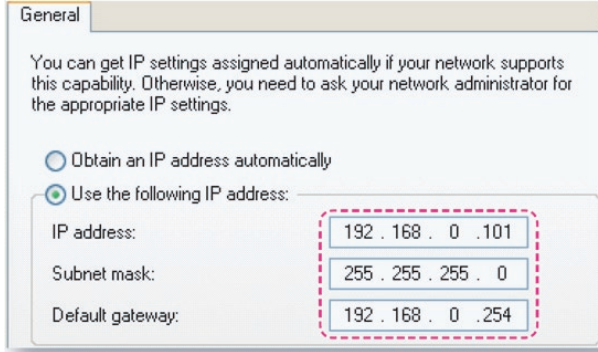 General
You can get IP settings assigned automatically if your network supports
this capability. Otherwise, you need to ask your network administrator for
the appropriate IP settings.
Obtain an IP address automatically
Use the following IP address:
IP address: 192 . 168 . 0 .101
Subnet mask: 255 . 255 . 255 . 0
Default gateway: 192 . 168 . 0 .254